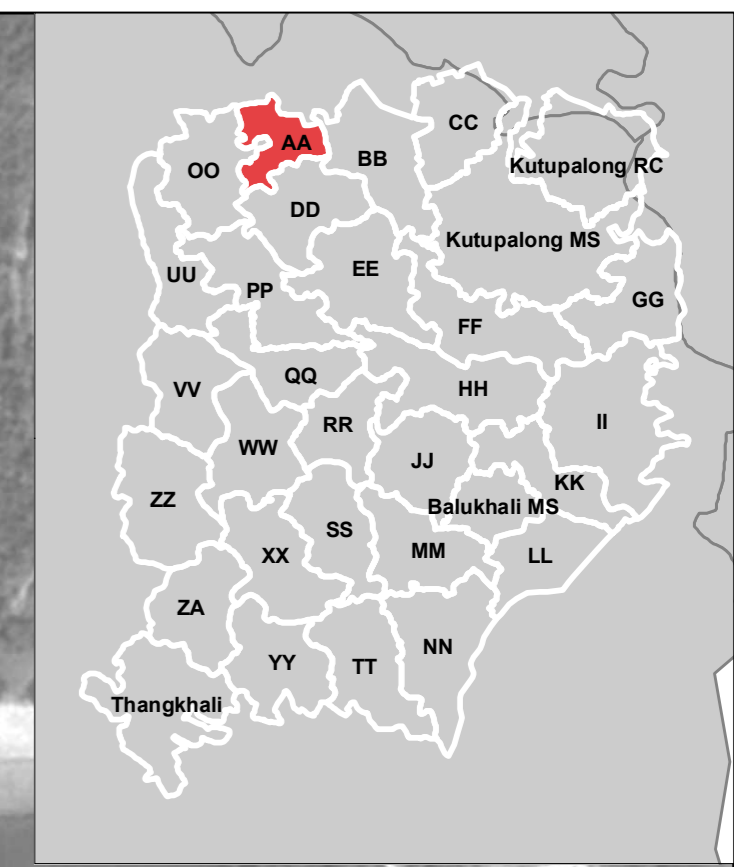 CC
AA
BB
Kutupalong RC
OO
DD
Kutupalong MS
EE
UU
PP
GG
FF
QQ
HH
VV
II
RR
WW
JJ
KK
ZZ
Balukhali MS
SS
MM
XX
LL
ZA
NN
YY
TT
Thangkhali